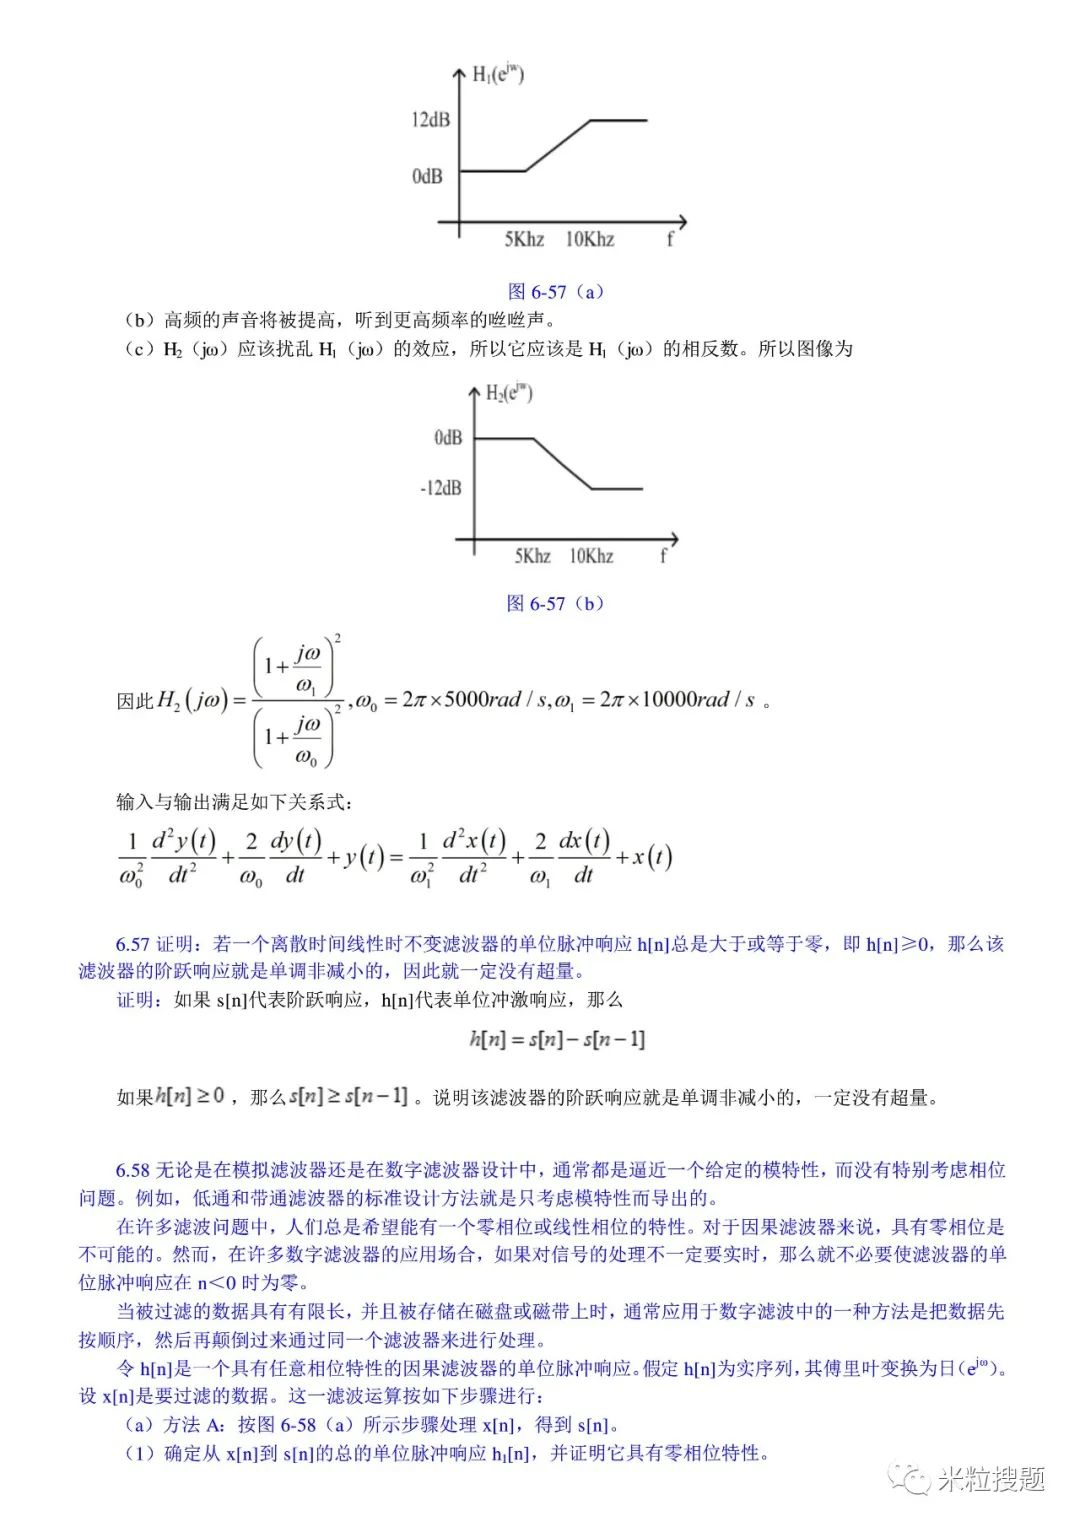 H₁(e^{jw})
12dB
0dB
5Khz 10Khz f
图 6-57（a）
（b）高频的声音将被提高，听到更高频率的咝咝声。
（c）H₂（jω）应该扰乱 H₁（jω）的效应，所以它应该是 H₁（jω）的相反数。所以图像为
H₂(e^{jw})
0dB
-12dB
5Khz 10Khz f
图 6-57（b）
因此 H₂(jω) = (1 + jω/ω₁)² / (1 + jω/ω₀)², ω₀ = 2π×5000rad / s, ω₁ = 2π×10000rad / s 。
输入与输出满足如下关系式：
1/ω₀² d²y(t)/dt² + 2/ω₀ dy(t)/dt + y(t) = 1/ω₁² d²x(t)/dt² + 2/ω₁ dx(t)/dt + x(t)
6.57 证明：若一个离散时间线性时不变滤波器的单位脉冲响应 h[n]总是大于或等于零，即 h[n]≥0，那么该
滤波器的阶跃响应就是单调非减小的，因此就一定没有超量。
证明：如果 s[n]代表阶跃响应，h[n]代表单位冲激响应，那么
h[n] = s[n] − s[n − 1]
如果h[n] ≥ 0 ，那么s[n] ≥ s[n − 1] 。说明该滤波器的阶跃响应就是单调非减小的，一定没有超量。
6.58 无论是在模拟滤波器还是在数字滤波器设计中，通常都是逼近一个给定的模特性，而没有特别考虑相位
问题。例如，低通和带通滤波器的标准设计方法就是只考虑模特性而导出的。
在许多滤波问题中，人们总是希望能有一个零相位或线性相位的特性。对于因果滤波器来说，具有零相位是
不可能的。然而，在许多数字滤波器的应用场合，如果对信号的处理不一定要实时，那么就不必要使滤波器的单
位脉冲响应在 n＜0 时为零。
当被过滤的数据具有有限长，并且被存储在磁盘或磁带上时，通常应用于数字滤波中的一种方法是把数据先
按顺序，然后再颠倒过来通过同一个滤波器来进行处理。
令 h[n]是一个具有任意相位特性的因果滤波器的单位脉冲响应。假定 h[n]为实序列，其傅里叶变换为日（e^{jω}）。
设 x[n]是要过滤的数据。这一滤波运算按如下步骤进行：
（a）方法 A：按图 6-58（a）所示步骤处理 x[n]，得到 s[n]。
（1）确定从 x[n]到 s[n]的总的单位脉冲响应 h₁[n]，并证明它具有零相位特性。
米粒搜题